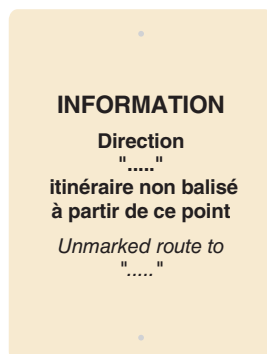 INFORMATION
Direction
"....."
itinéraire non balisé
à partir de ce point
Unmarked route to
"....."